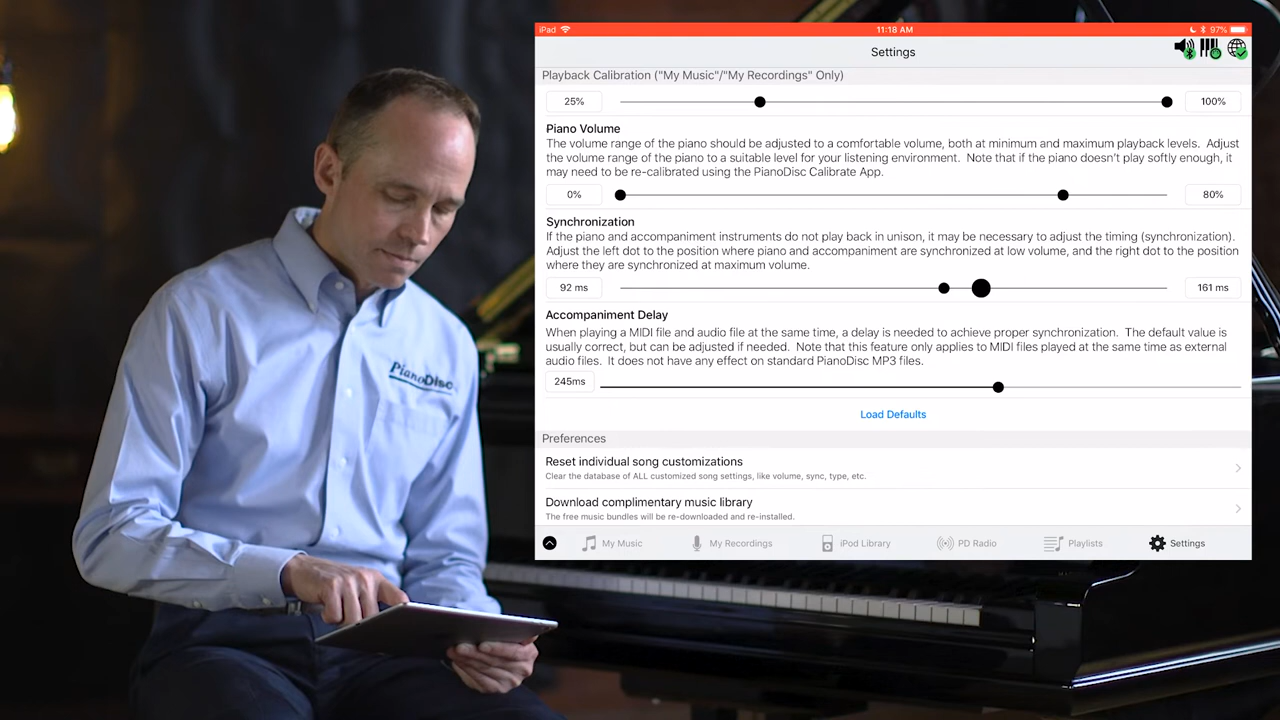 iPad
11:18 AM
97%
Settings
Playback Calibration ("My Music"/"My Recordings" Only)
25%
100%
Piano Volume
The volume range of the piano should be adjusted to a comfortable volume, both at minimum and maximum playback levels. Adjust
the volume range of the piano to a suitable level for your listening environment. Note that if the piano doesn't play softly enough, it
may need to be re-calibrated using the PianoDisc Calibrate App.
0%
80%
Synchronization
If the piano and accompaniment instruments do not play back in unison, it may be necessary to adjust the timing (synchronization).
Adjust the left dot to the position where piano and accompaniment are synchronized at low volume, and the right dot to the position
where they are synchronized at maximum volume.
92 ms
161 ms
Accompaniment Delay
When playing a MIDI file and audio file at the same time, a delay is needed to achieve proper synchronization. The default value is
usually correct, but can be adjusted if needed. Note that this feature only applies to MIDI files played at the same time as external
audio files. It does not have any effect on standard PianoDisc MP3 files.
245ms
Load Defaults
Preferences
Reset individual song customizations
Clear the database of ALL customized song settings, like volume, sync, type, etc.
Download complimentary music library
The free music bundles will be re-downloaded and re-installed.
My Music
My Recordings
iPod Library
PD Radio
Playlists
Settings
PianoDisc